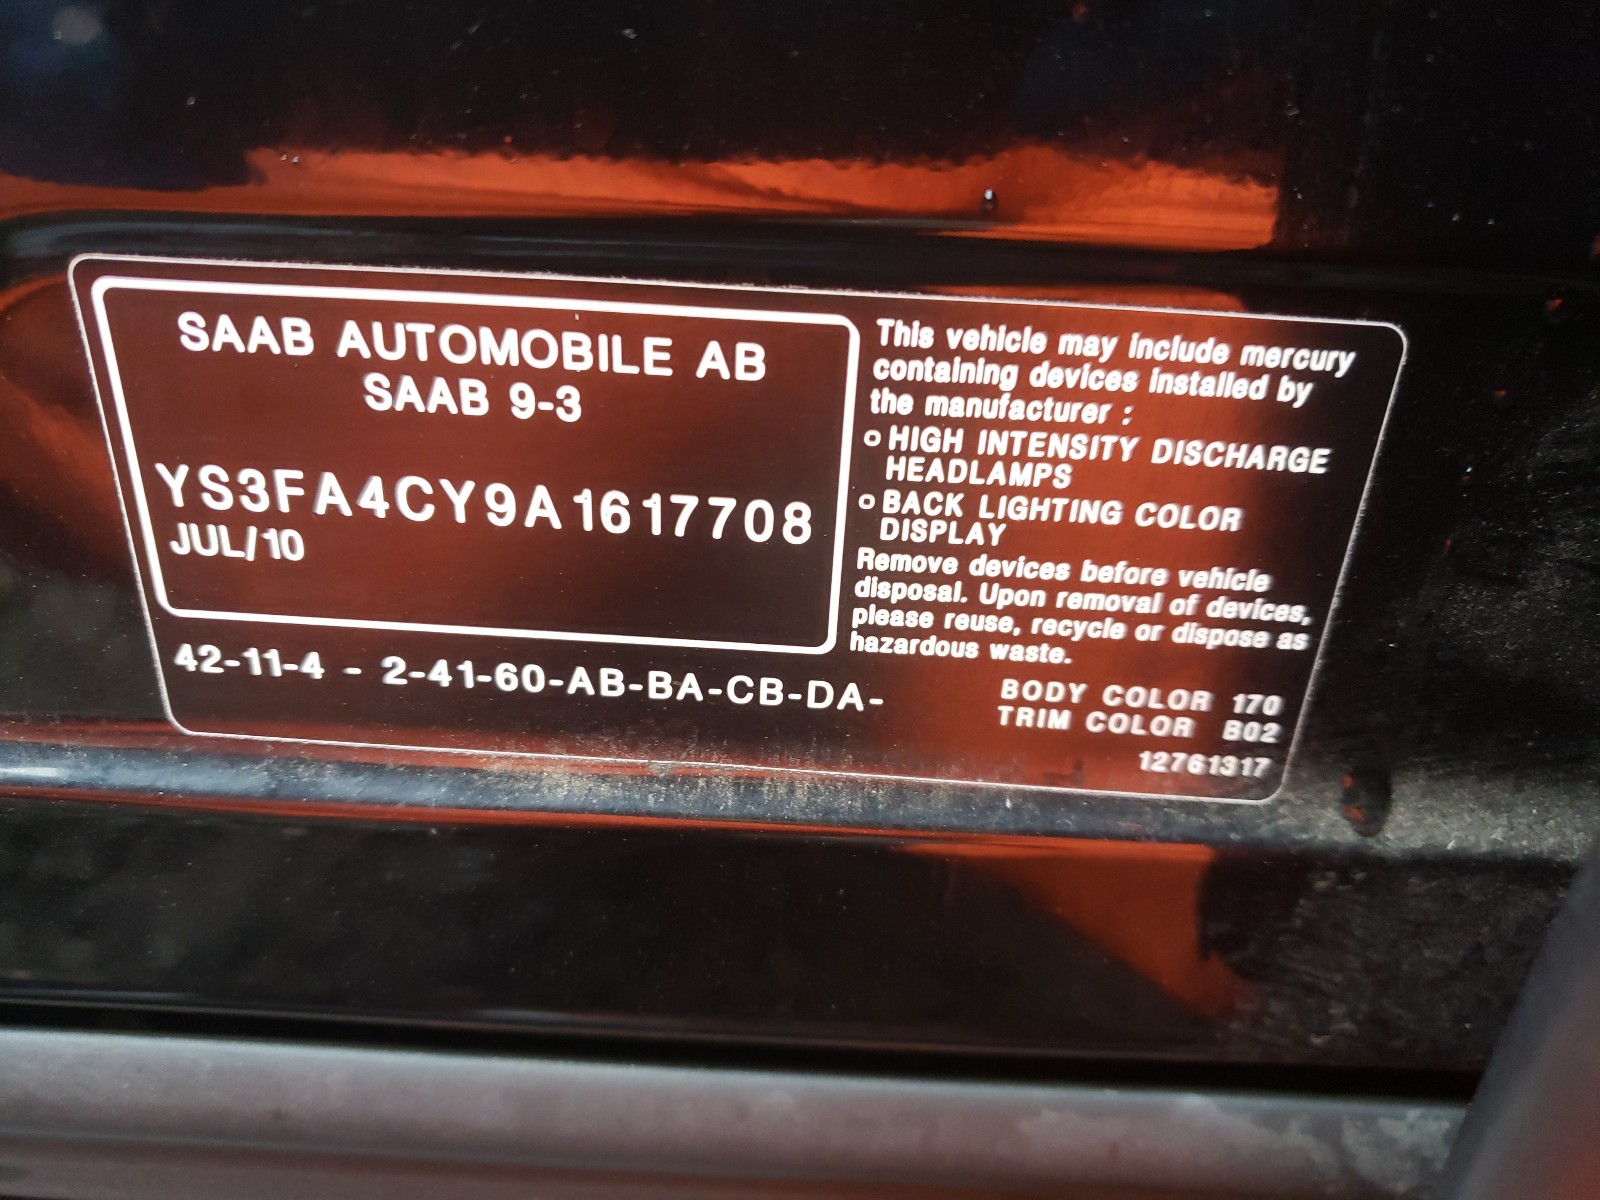 SAAB AUTOMOBILE AB
SAAB 9-3
YS3FA4CY9A1617708
JUL/10
42-11-4 - 2-41-60-AB-BA-CB-DA-
This vehicle may include mercury
containing devices installed by
the manufacturer :
o HIGH INTENSITY DISCHARGE
HEADLAMPS
o BACK LIGHTING COLOR
DISPLAY
Remove devices before vehicle
disposal. Upon removal of devices,
please reuse, recycle or dispose as
hazardous waste.
BODY COLOR 170
TRIM COLOR B02
12761317